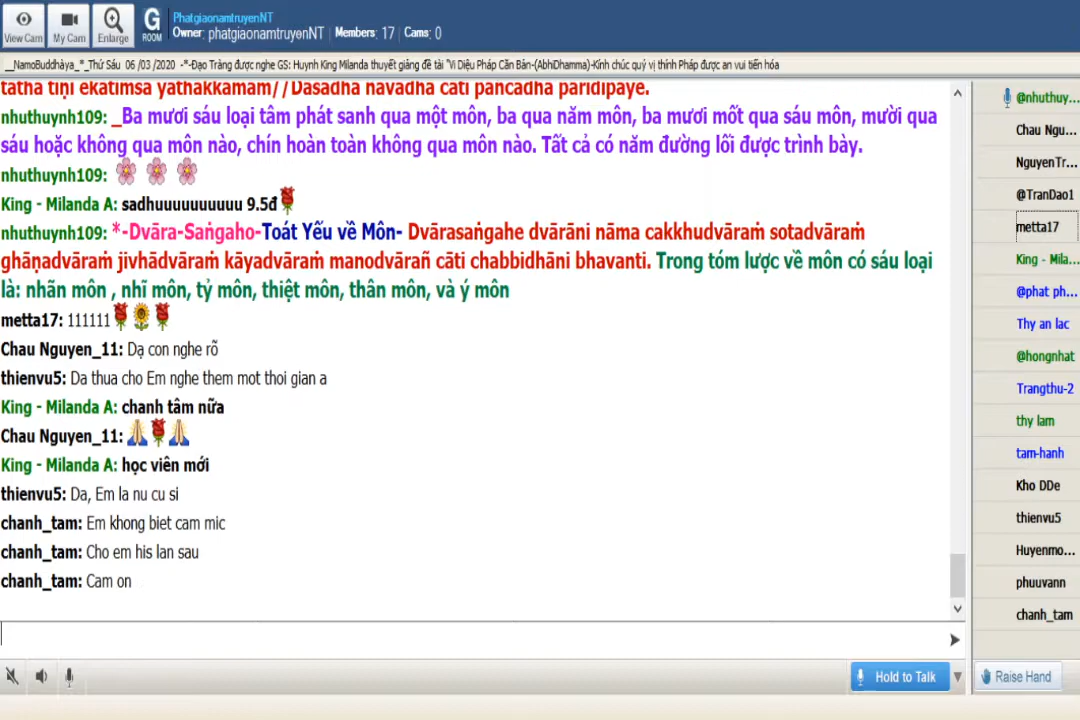 View Cam
My Cam
Enlarge
G
ROOM
PhatgiaonamtruyenNT
Owner: phatgiaonamtruyenNT | Members: 17 | Cams: 0
__NamoBuddhàya_*_Thứ Sáu 06 /03 /2020 -*-Đạo Tràng được nghe GS: Huynh King Milanda thuyết giảng đề tài "Vi Diệu Pháp Căn Bản-(AbhiDhamma)-Kính chúc quý vị thính Pháp được an vui tiến hóa
tathā tiṇi ekatiṃsa yathākkamaṃ//Dasadhā navadhā cāti pañcadhā paridīpaye.
nhuthuynh109: _Ba mươi sáu loại tâm phát sanh qua một môn, ba qua năm môn, ba mươi mốt qua sáu môn, mười qua
sáu hoặc không qua môn nào, chín hoàn toàn không qua môn nào. Tất cả có năm đường lối được trình bày.
nhuthuynh109:
King - Milanda A: sadhuuuuuuuuuu 9.5đ
nhuthuynh109: *-Dvāra-Saṅgaho-Toát Yếu về Môn- Dvārasaṅgahe dvārāni nāma cakkhudvāraṁ sotadvāraṁ
ghāṇadvāraṁ jivhādvāraṁ kāyadvāraṁ manodvārañ cāti chabbidhāni bhavanti. Trong tóm lược về môn có sáu loại
là: nhãn môn , nhĩ môn, tỷ môn, thiệt môn, thân môn, và ý môn
metta17: 111111
Chau Nguyen_11: Dạ con nghe rõ
thienvu5: Da thua cho Em nghe them mot thoi gian a
King - Milanda A: chanh tâm nữa
Chau Nguyen_11:
King - Milanda A: học viên mới
thienvu5: Da, Em la nu cu si
chanh_tam: Em khong biet cam mic
chanh_tam: Cho em his lan sau
chanh_tam: Cam on
Hold to Talk
@nhuthuy...
Chau Ngu...
NguyenTr...
@TranDao1
metta17
King - Mila...
@phat ph...
Thy an lac
@hongnhat
Trangthu-2
thy lam
tam-hanh
Kho DDe
thienvu5
Huyenmo...
phuuvann
chanh_tam
Raise Hand